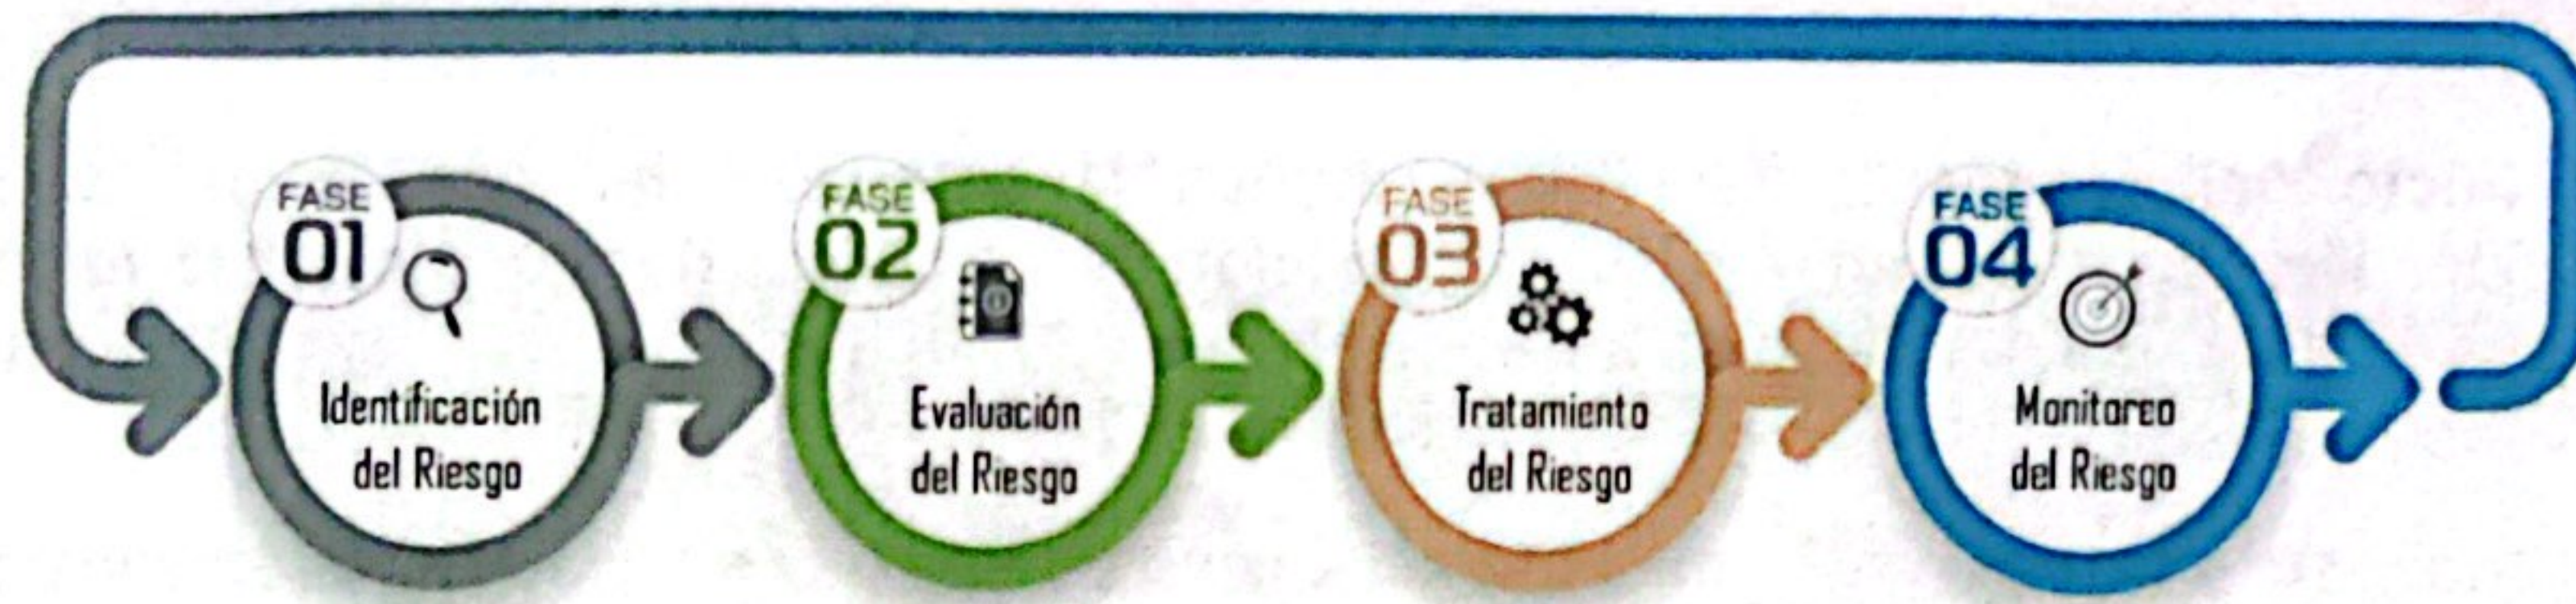 FASE
01
Identificación
del Riesgo
FASE
02
Evaluación
del Riesgo
FASE
03
Tratamiento
del Riesgo
FASE
04
Monitoreo
del Riesgo